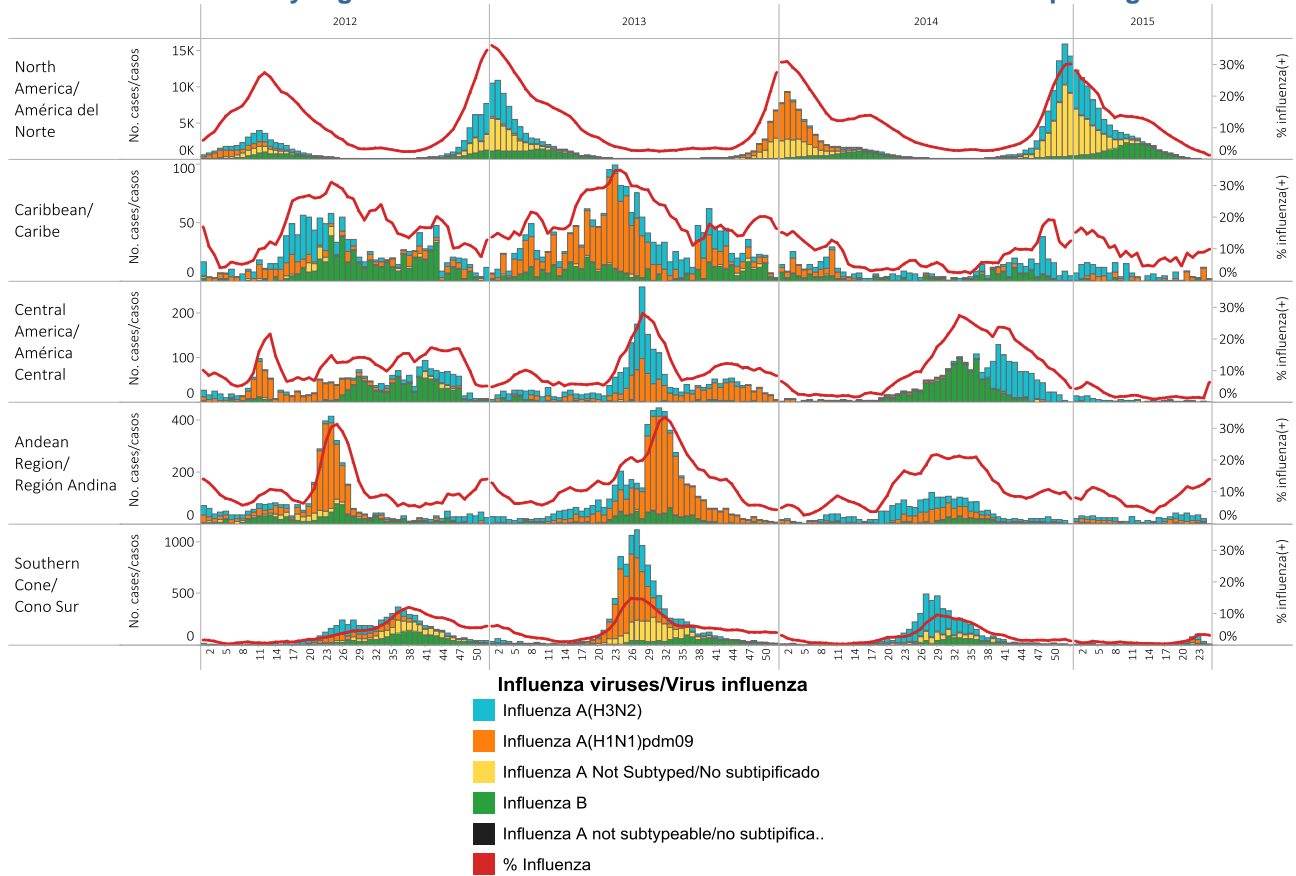 2012 2013 2014 2015
North
America/
América del
Norte
No. cases/casos
15K
10K
5K
0K
30%
20%
10%
0%
% influenza(+)
Caribbean/
Caribe
No. cases/casos
100
50
0
30%
20%
10%
0%
% influenza(+)
Central
America/
América
Central
No. cases/casos
200
100
0
30%
20%
10%
0%
% influenza(+)
Andean
Region/
Región Andina
No. cases/casos
400
200
0
30%
20%
10%
0%
% influenza(+)
Southern
Cone/
Cono Sur
No. cases/casos
1000
500
0
30%
20%
10%
0%
% influenza(+)
2 5 8 11 14 17 20 23 26 29 32 35 38 41 44 47 50 2 5 8 11 14 17 20 23 26 29 32 35 38 41 44 47 50 2 5 8 11 14 17 20 23 26 29 32 35 38 41 44 47 50 2 5 8 11 14 17 20 23
Influenza viruses/Virus influenza
Influenza A(H3N2)
Influenza A(H1N1)pdm09
Influenza A Not Subtyped/No subtipificado
Influenza B
Influenza A not subtypeable/no subtipifica..
% Influenza